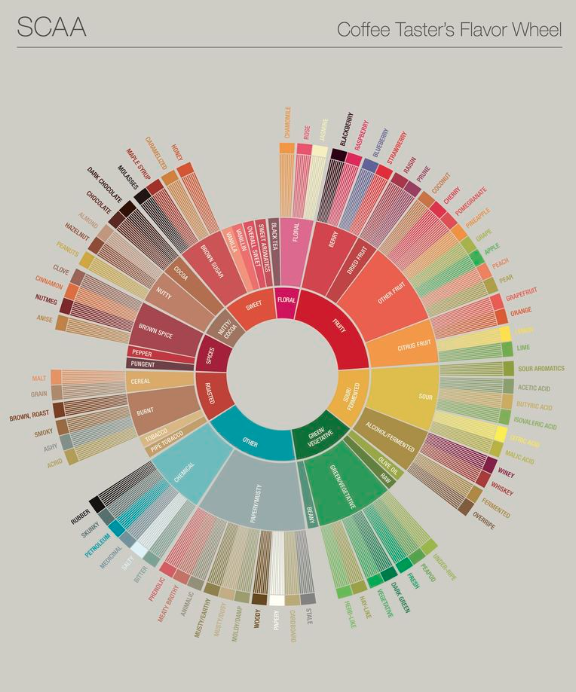 SCAA
Coffee Taster's Flavor Wheel
FLORAL
FRUITY
SOUR/
FERMENTED
GREEN/
VEGETATIVE
OTHER
ROASTED
SPICES
NUTTY/
COCOA
SWEET
BLACK TEA
FLORAL
BERRY
DRIED FRUIT
OTHER FRUIT
CITRUS FRUIT
SOUR
ALCOHOL/FERMENTED
OLIVE OIL
RAW
GREEN/VEGETATIVE
BEANY
PAPERY/MUSTY
CHEMICAL
PIPE TOBACCO
TOBACCO
BURNT
CEREAL
PUNGENT
PEPPER
BROWN SPICE
NUTTY
COCOA
BROWN SUGAR
VANILLA
VANILLIN
OVERALL SWEET
SWEET AROMATICS
CHAMOMILE
ROSE
JASMINE
BLACKBERRY
RASPBERRY
BLUEBERRY
STRAWBERRY
RAISIN
PRUNE
COCONUT
CHERRY
POMEGRANATE
PINEAPPLE
GRAPE
APPLE
PEACH
PEAR
GRAPEFRUIT
ORANGE
LEMON
LIME
SOUR AROMATICS
ACETIC ACID
BUTYRIC ACID
ISOVALERIC ACID
CITRIC ACID
MALIC ACID
WINEY
WHISKEY
FERMENTED
OVERRIPE
UNDER-RIPE
PEAPOD
FRESH
DARK GREEN
VEGETATIVE
HAY-LIKE
HERB-LIKE
STALE
CARDBOARD
PAPERY
WOODY
MOLDY/DAMP
MUSTY/DUSTY
MUSTY/EARTHY
ANIMALIC
MEATY BROTHY
PHENOLIC
BITTER
SALTY
MEDICINAL
PETROLEUM
SKUNKY
RUBBER
ACRID
ASHY
SMOKY
BROWN, ROAST
GRAIN
MALT
ANISE
NUTMEG
CINNAMON
CLOVE
PEANUTS
HAZELNUT
ALMOND
CHOCOLATE
DARK CHOCOLATE
MOLASSES
MAPLE SYRUP
CARAMELIZED
HONEY